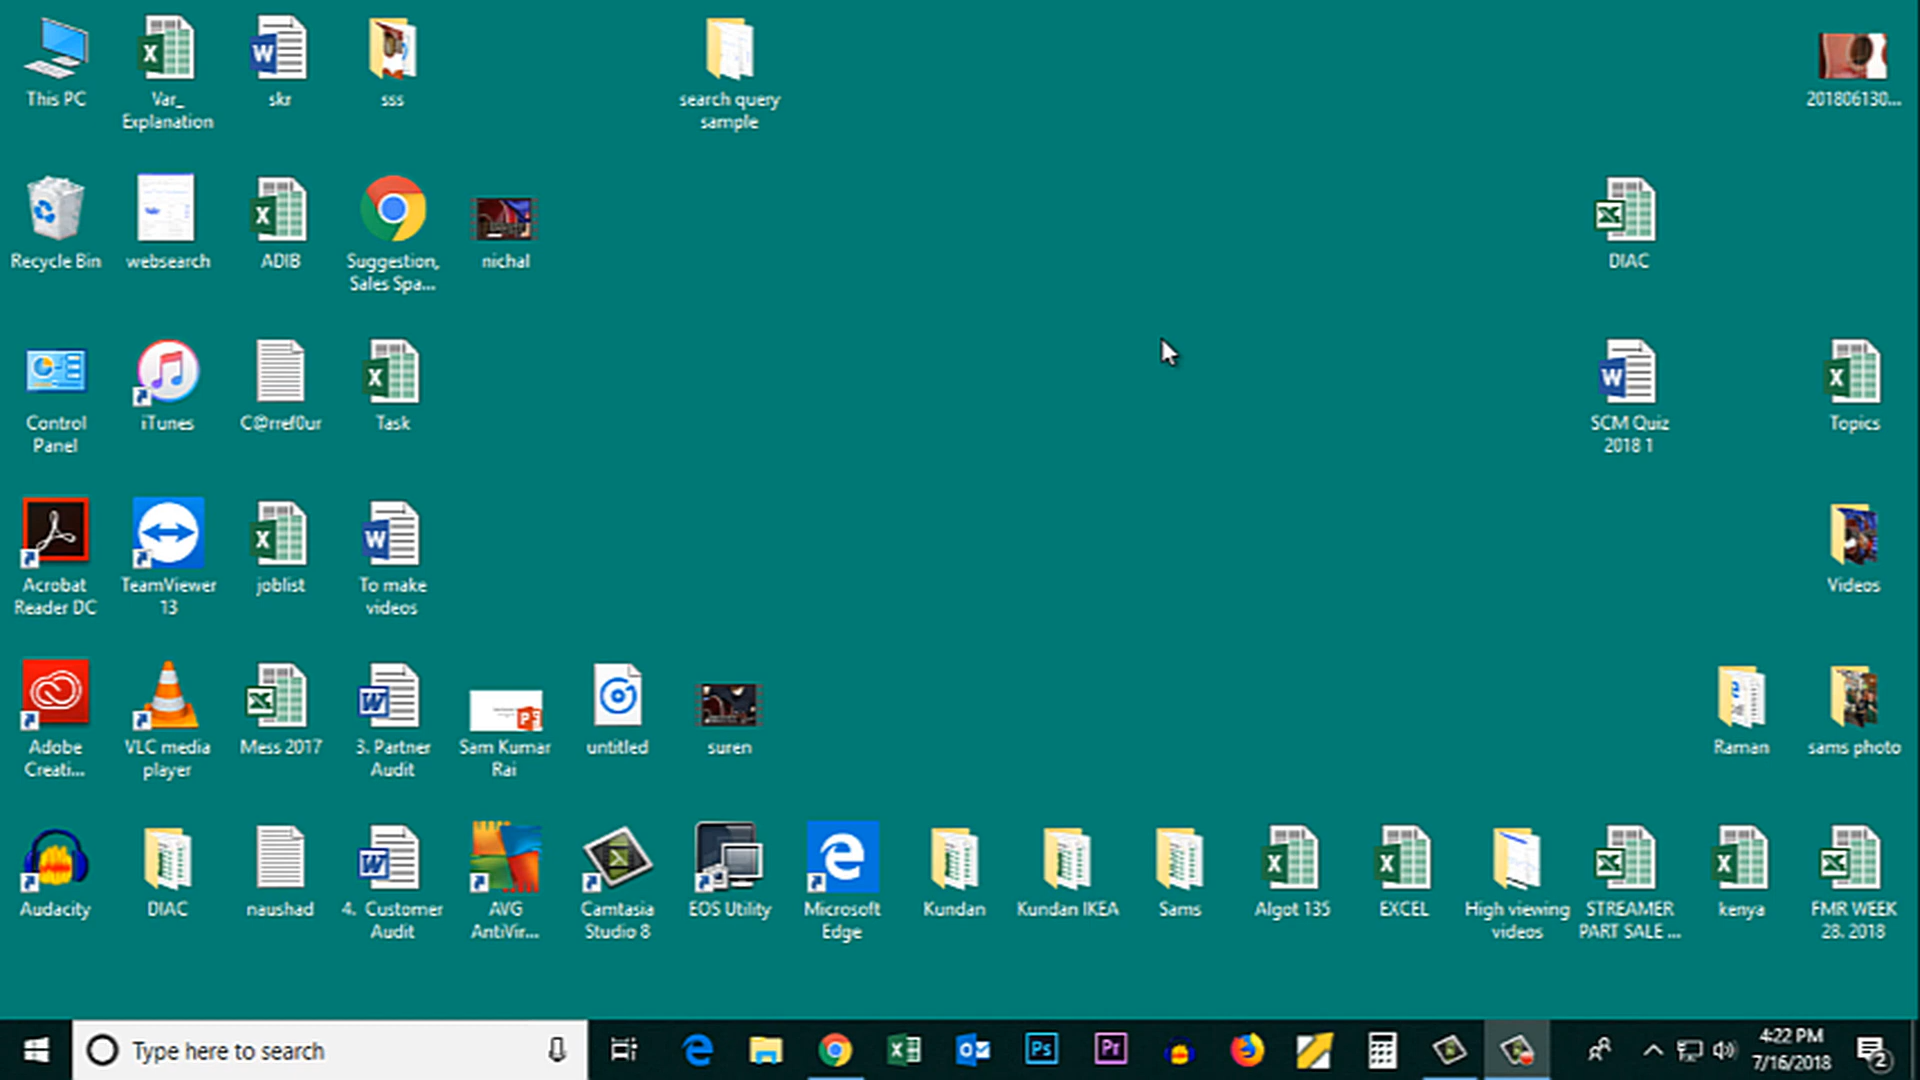 This PC
Var_
Explanation
skr
sss
search query
sample
201806130...
Recycle Bin
websearch
ADIB
Suggestion,
Sales Spa...
nichal
DIAC
Control
Panel
iTunes
C@rref0ur
Task
SCM Quiz
2018 1
Topics
Acrobat
Reader DC
TeamViewer
13
joblist
To make
videos
Videos
Adobe
Creati...
VLC media
player
Mess 2017
3. Partner
Audit
Sam Kumar
Rai
untitled
suren
Raman
sams photo
Audacity
DIAC
naushad
4. Customer
Audit
AVG
AntiVir...
Camtasia
Studio 8
EOS Utility
Microsoft
Edge
Kundan
Kundan IKEA
Sams
Algot 135
EXCEL
High viewing
videos
STREAMER
PART SALE ...
kenya
FMR WEEK
28. 2018
Type here to search
Ps
Pr
4:22 PM
7/16/2018
2